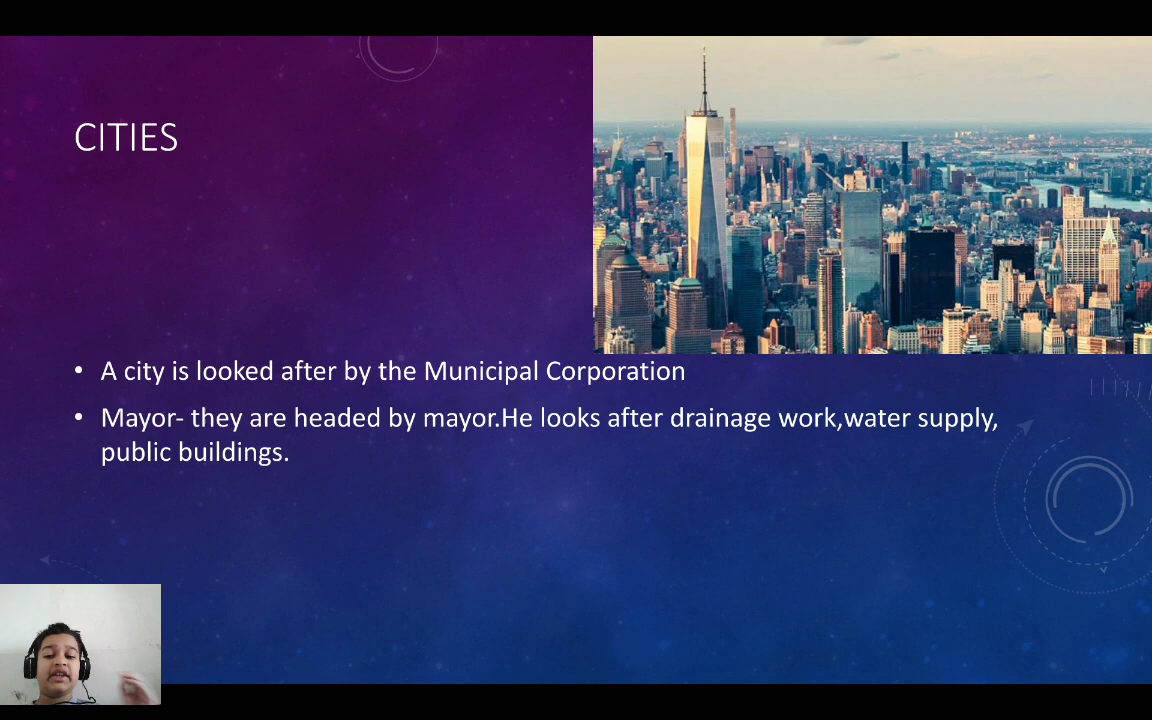 CITIES
• A city is looked after by the Municipal Corporation
• Mayor- they are headed by mayor.He looks after drainage work,water supply,
public buildings.